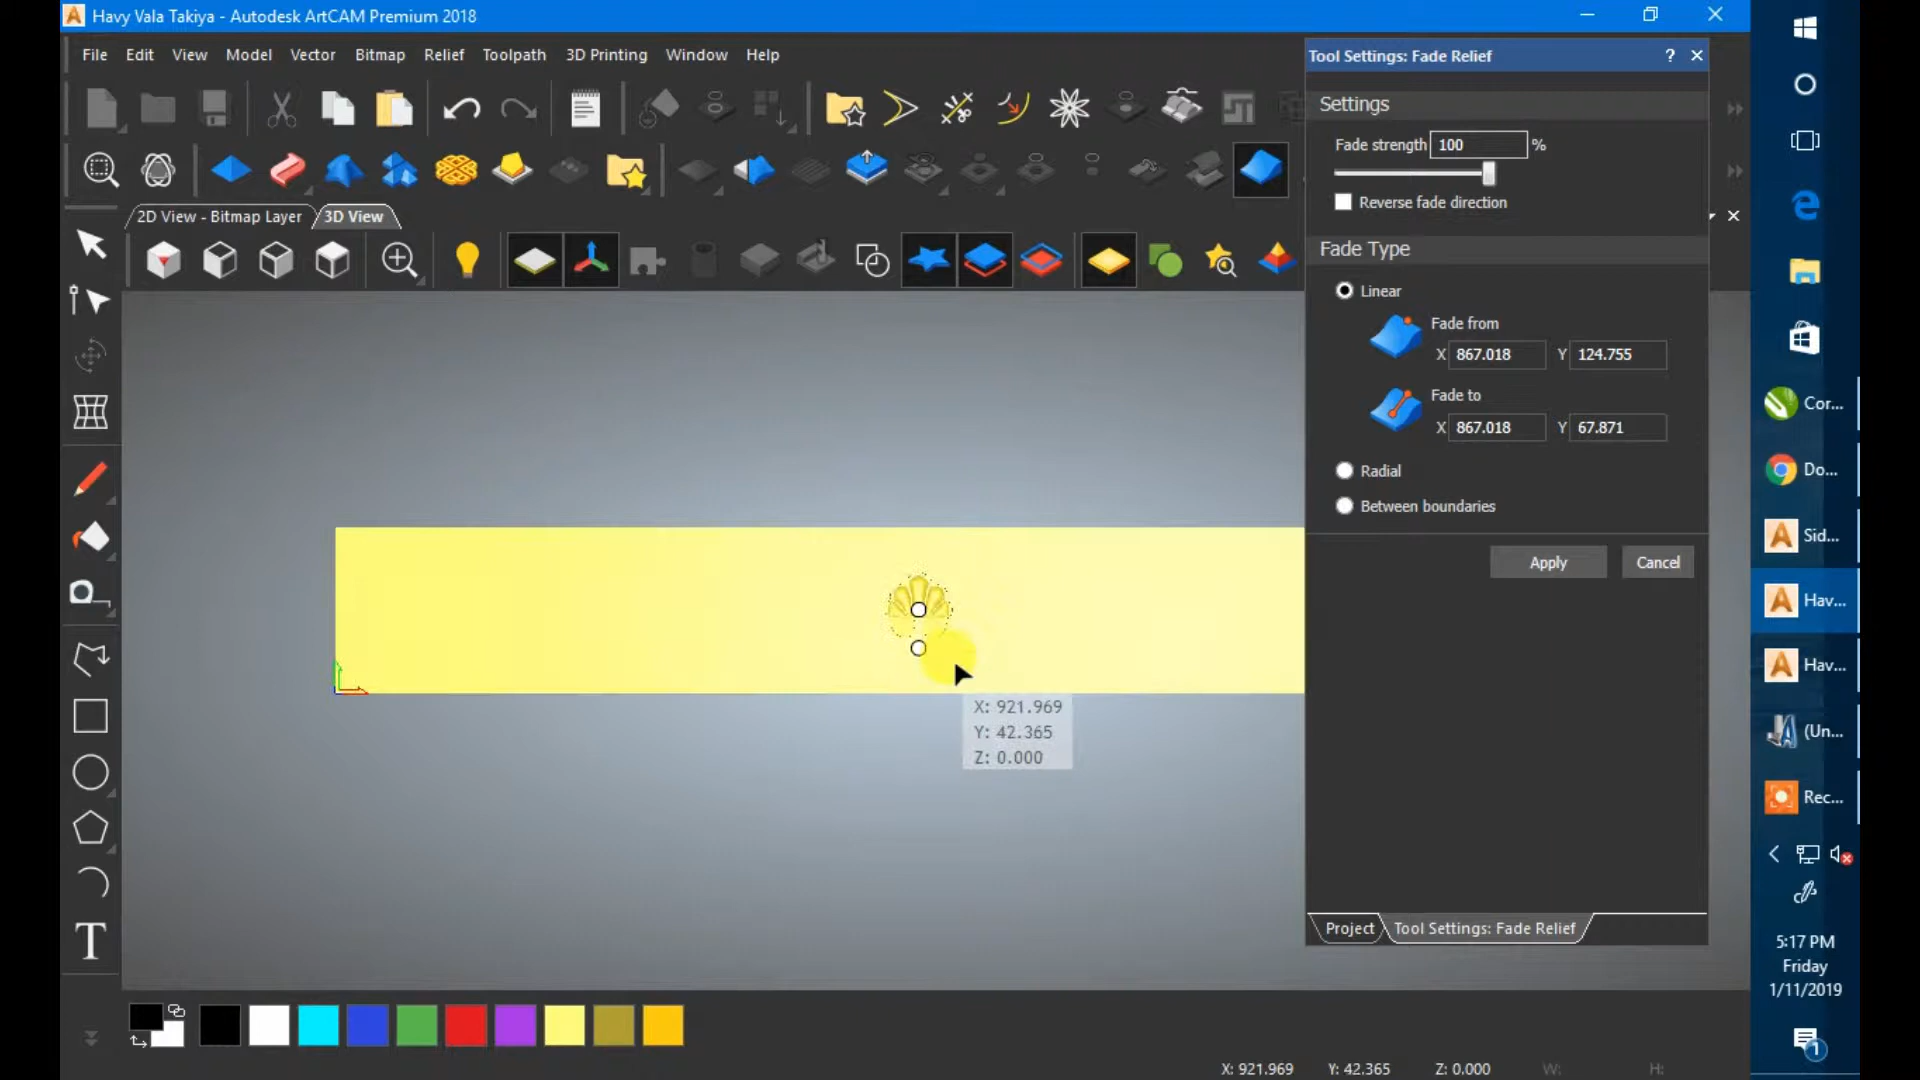 Havy Vala Takiya - Autodesk ArtCAM Premium 2018
File Edit View Model Vector Bitmap Relief Toolpath 3D Printing Window Help
Tool Settings: Fade Relief ?
Settings
Fade strength 100 %
Reverse fade direction
2D View - Bitmap Layer 3D View
Fade Type
Linear
Fade from
X 867.018 Y 124.755
Fade to
X 867.018 Y 67.871
Radial
Between boundaries
Apply Cancel
X: 921.969
Y: 42.365
Z: 0.000
T
Project Tool Settings: Fade Relief
X: 921.969 Y: 42.365 Z: 0.000 W: H:
Cor...
Do...
Sid...
Hav...
Hav...
(Un...
Rec...
5:17 PM
Friday
1/11/2019
1